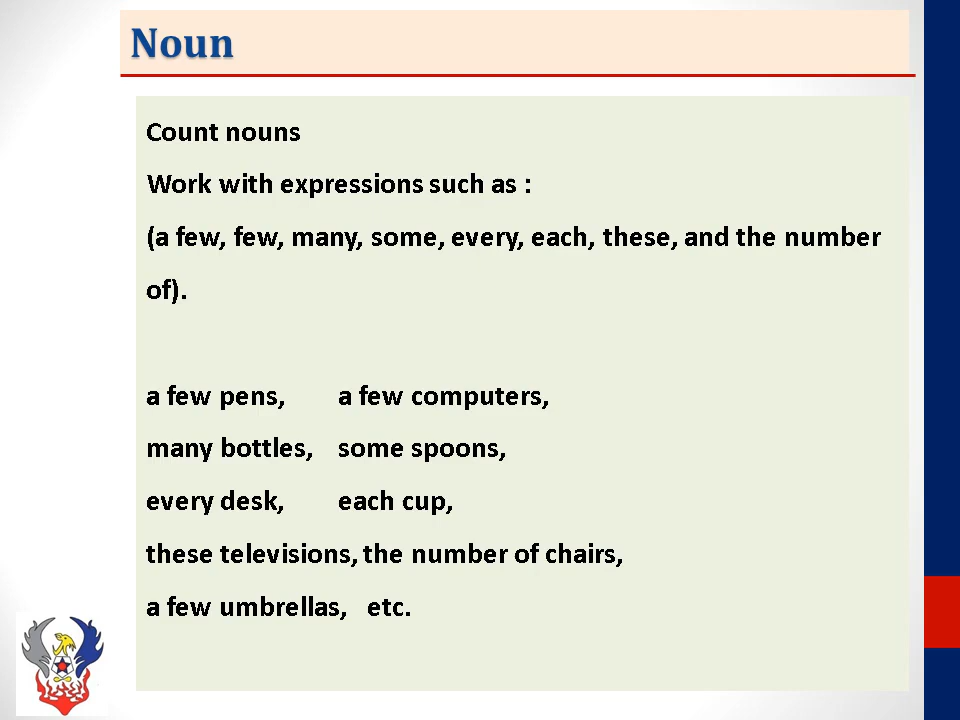 Noun
Count nouns
Work with expressions such as :
(a few, few, many, some, every, each, these, and the number
of).
a few pens, a few computers,
many bottles, some spoons,
every desk, each cup,
these televisions, the number of chairs,
a few umbrellas, etc.